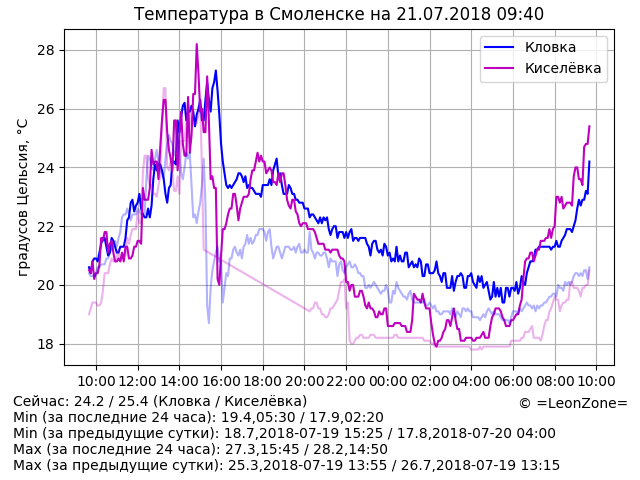 Температура в Смоленске на 21.07.2018 09:40
градусов Цельсия, °C
28
26
24
22
20
18
Кловка
Киселёвка
10:00 12:00 14:00 16:00 18:00 20:00 22:00 00:00 02:00 04:00 06:00 08:00 10:00
Сейчас: 24.2 / 25.4 (Кловка / Киселёвка)
© =LeonZone=
Min (за последние 24 часа): 19.4,05:30 / 17.9,02:20
Min (за предыдущие сутки): 18.7,2018-07-19 15:25 / 17.8,2018-07-20 04:00
Max (за последние 24 часа): 27.3,15:45 / 28.2,14:50
Max (за предыдущие сутки): 25.3,2018-07-19 13:55 / 26.7,2018-07-19 13:15